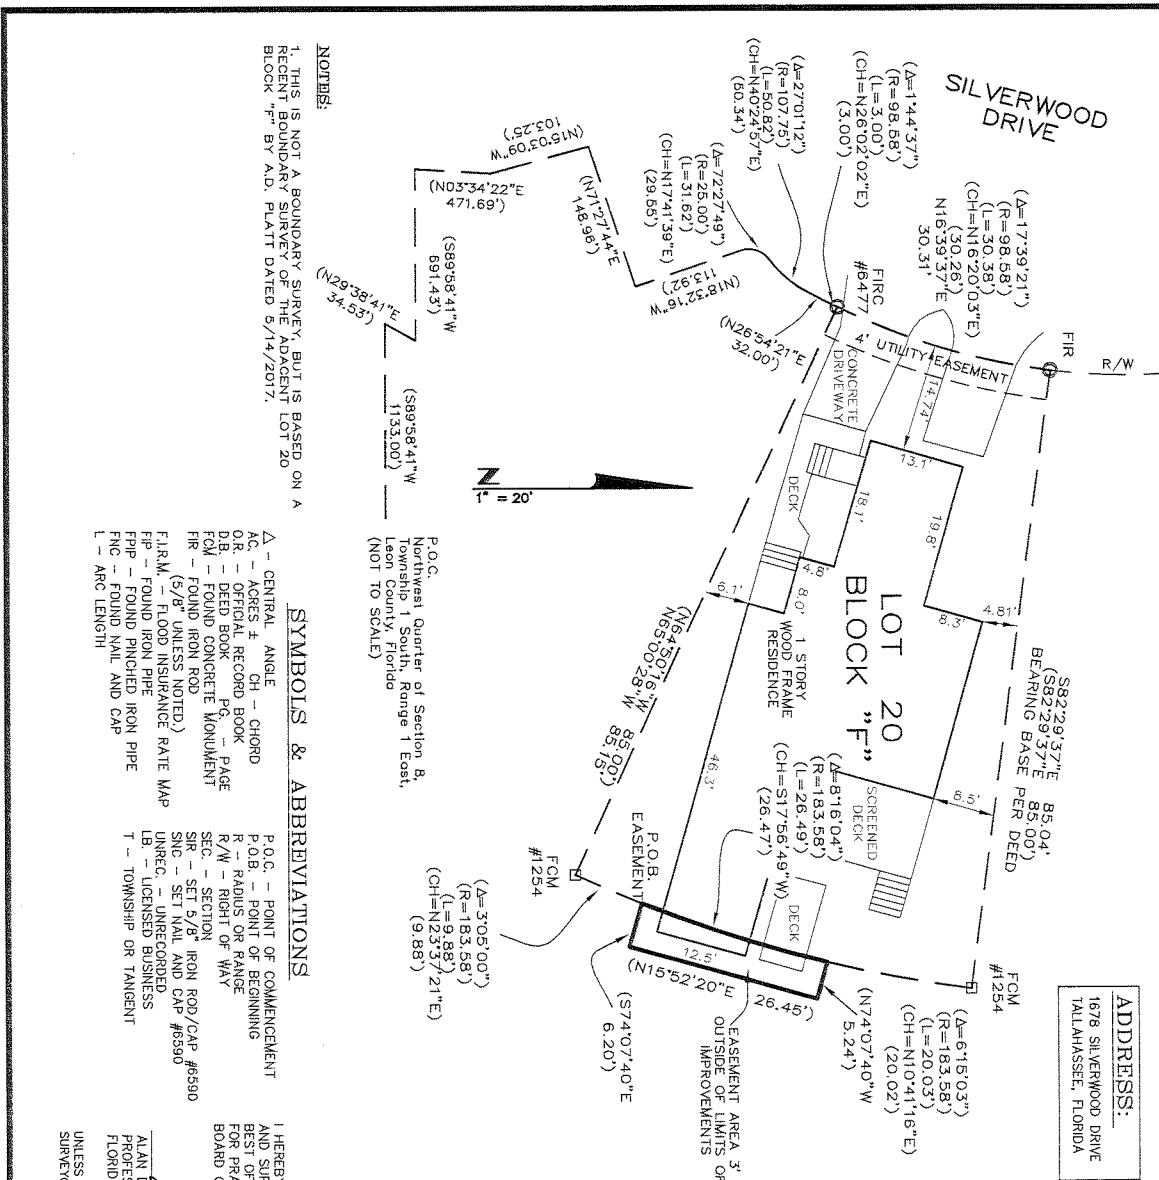 SILVERWOOD
DRIVE
(Δ=17°39'21")
(R=98.58')
(L=30.38')
(CH=N16°20'03"E)
(30.26')
N16°39'37"E
30.31'
(Δ=1°44'37")
(R=98.58')
(L=3.00')
(CH=N26°02'02"E)
(3.00')
(Δ=27°01'12")
(R=107.75')
(L=50.82')
(CH=N40°24'57"E)
(50.34')
(Δ=72°27'49")
(R=25.00')
(L=31.62')
(CH=N17°41'39"E)
(29.55')
FIRC
#6477
FIR
R/W
4' UTILITY EASEMENT
(N26°54'21"E
32.00')
(N18°32'16"W
113.92')
(N71°27'44"E
148.96')
(N15°03'09"W
103.25')
(N03°34'22"E
471.69')
(S89°58'41"W
691.43')
(N29°38'41"E
34.53')
(S89°58'41"W
1133.00')
P.O.C.
Northwest Quarter of Section 8,
Township 1 South, Range 1 East,
Leon County, Florida
(NOT TO SCALE)
N
1" = 20'
CONCRETE
DRIVEWAY
DECK
14.74'
13.1'
18.1'
19.8'
4.8'
8.0'
8.3'
4.81'
6.1'
46.3'
6.5'
12.5'
LOT 20
BLOCK "F"
1 STORY
WOOD FRAME
RESIDENCE
S82°29'37"E 85.04'
(S82°29'37"E 85.00')
BEARING BASE PER DEED
(N64°50'16"W 85.00')
N65°00'28"W 85.15'
SCREENED
DECK
DECK
(Δ=8°16'04")
(R=183.58')
(L=26.49')
(CH=S17°56'49"W)
(26.47')
P.O.B.
EASEMENT
FCM
#1254
FCM
#1254
(Δ=3°05'00")
(R=183.58')
(L=9.88')
(CH=N23°37'21"E)
(9.88')
(N15°52'20"E 26.45')
(S74°07'40"E
6.20')
(N74°07'40"W
5.24')
(Δ=6°15'03")
(R=183.58')
(L=20.03')
(CH=N10°41'16"E)
(20.02')
EASEMENT AREA 3'
OUTSIDE OF LIMITS OF
IMPROVEMENTS
ADDRESS:
1678 SILVERWOOD DRIVE
TALLAHASSEE, FLORIDA
NOTES:
1. THIS IS NOT A BOUNDARY SURVEY, BUT IS BASED ON A
RECENT BOUNDARY SURVEY OF THE ADACENT LOT 20
BLOCK "F" BY A.D. PLATT DATED 5/14/2017.
SYMBOLS & ABBREVIATIONS
△ - CENTRAL ANGLE
AC. - ACRES ± CH - CHORD
O.R. - OFFICIAL RECORD BOOK
D.B. - DEED BOOK PG. - PAGE
FCM - FOUND CONCRETE MONUMENT
FIR - FOUND IRON ROD
(5/8" UNLESS NOTED.)
F.I.R.M. - FLOOD INSURANCE RATE MAP
FIP - FOUND IRON PIPE
FPIP - FOUND PINCHED IRON PIPE
FNC - FOUND NAIL AND CAP
L - ARC LENGTH
P.O.C. - POINT OF COMMENCEMENT
P.O.B. - POINT OF BEGINNING
R - RADIUS OR RANGE
R/W - RIGHT OF WAY
SEC. - SECTION
SIR - SET 5/8" IRON ROD/CAP #6590
SNC - SET NAIL AND CAP #6590
UNREC. - UNRECORDED
LB. - LICENSED BUSINESS
T - TOWNSHIP OR TANGENT
I HEREBY
AND SUR
BEST OF
FOR PRA
BOARD O
ALAN D
PROFES
FLORID
UNLESS
SURVEYO